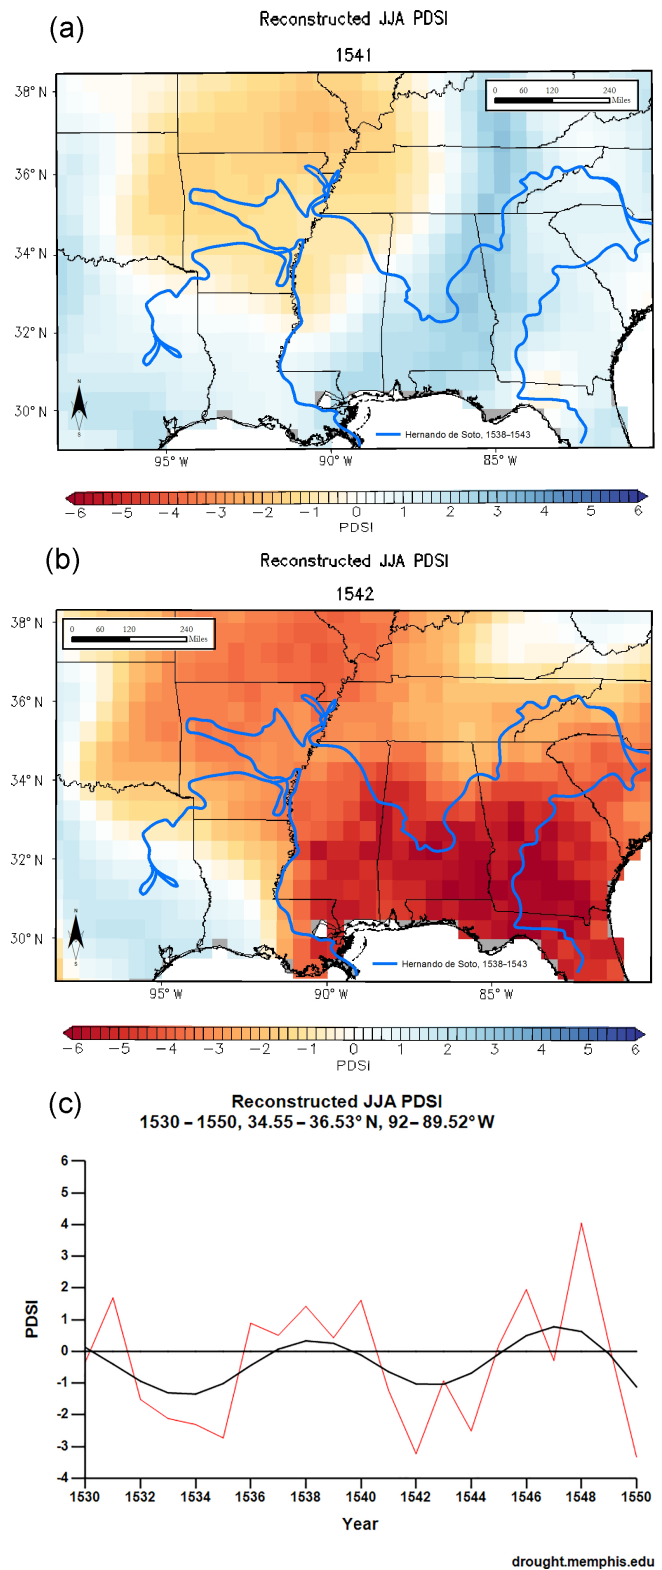 (a)
Reconstructed JJA PDSI
1541
0 60 120 240
Miles
38° N
36° N
34° N
32° N
30° N
N
S
Hernando de Soto, 1538–1543
95° W 90° W 85° W
−6 −5 −4 −3 −2 −1 0 1 2 3 4 5 6
PDSI
(b)
Reconstructed JJA PDSI
1542
0 60 120 240
Miles
38° N
36° N
34° N
32° N
30° N
N
S
Hernando de Soto, 1538–1543
95° W 90° W 85° W
−6 −5 −4 −3 −2 −1 0 1 2 3 4 5 6
PDSI
(c)
Reconstructed JJA PDSI
1530 – 1550, 34.55 – 36.53° N, 92 – 89.52° W
6
5
4
3
2
1
0
-1
-2
-3
-4
PDSI
1530 1532 1534 1536 1538 1540 1542 1544 1546 1548 1550
Year
drought.memphis.edu